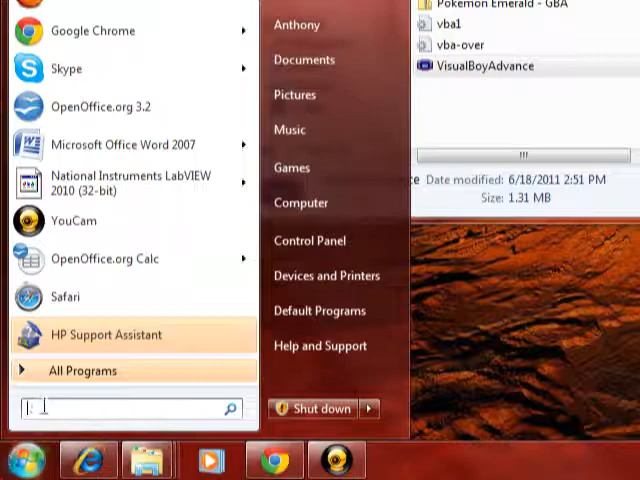 Google Chrome
Skype
OpenOffice.org 3.2
Microsoft Office Word 2007
National Instruments LabVIEW
2010 (32-bit)
YouCam
OpenOffice.org Calc
Safari
HP Support Assistant
All Programs
Anthony
Documents
Pictures
Music
Games
Computer
Control Panel
Devices and Printers
Default Programs
Help and Support
Shut down
Pokemon Emerald - GBA
vba1
vba-over
VisualBoyAdvance
Date modified: 6/18/2011 2:51 PM
Size: 1.31 MB